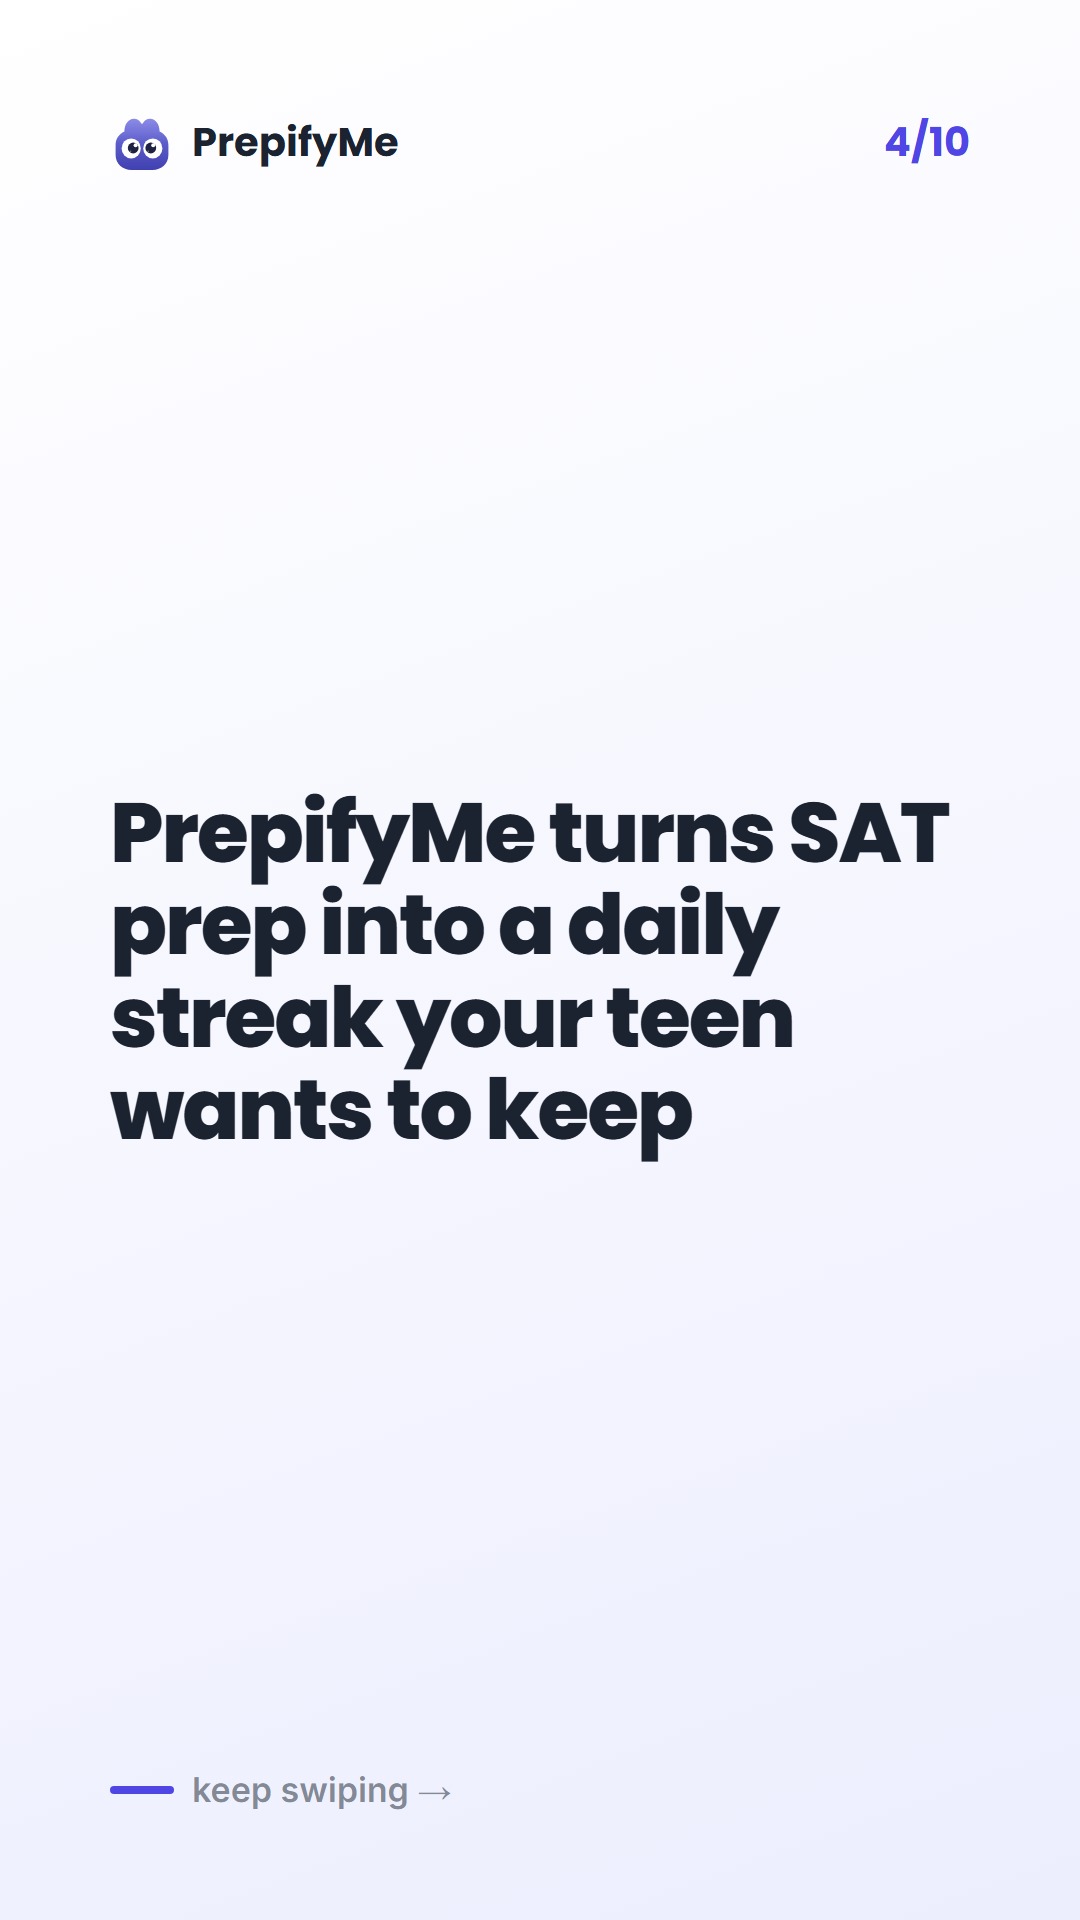 PrepifyMe
4/10
PrepifyMe turns SAT
prep into a daily
streak your teen
wants to keep
keep swiping →